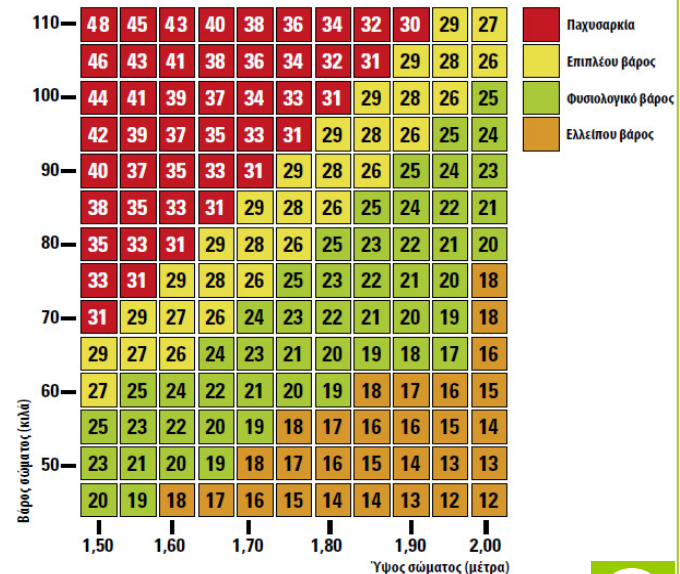 110 48 45 43 40 38 36 34 32 30 29 27 Παχυσαρκία
46 43 41 38 36 34 32 31 29 28 26 Επιπλέου βάρος
100 44 41 39 37 34 33 31 29 28 26 25 Φυσιολογικό βάρος
42 39 37 35 33 31 29 28 26 25 24 Ελλείπου βάρος
90 40 37 35 33 31 29 28 26 25 24 23
38 35 33 31 29 28 26 25 24 22 21
80 35 33 31 29 28 26 25 23 22 21 20
33 31 29 28 26 25 23 22 21 20 18
70 31 29 27 26 24 23 22 21 20 19 18
29 27 26 24 23 21 20 19 18 17 16
60 27 25 24 22 21 20 19 18 17 16 15
25 23 22 20 19 18 17 16 16 15 14
50 23 21 20 19 18 17 16 15 14 13 13
20 19 18 17 16 15 14 14 13 12 12
Βάρος σώματος (κιλά)
1,50 1,60 1,70 1,80 1,90 2,00
Ύψος σώματος (μέτρα)